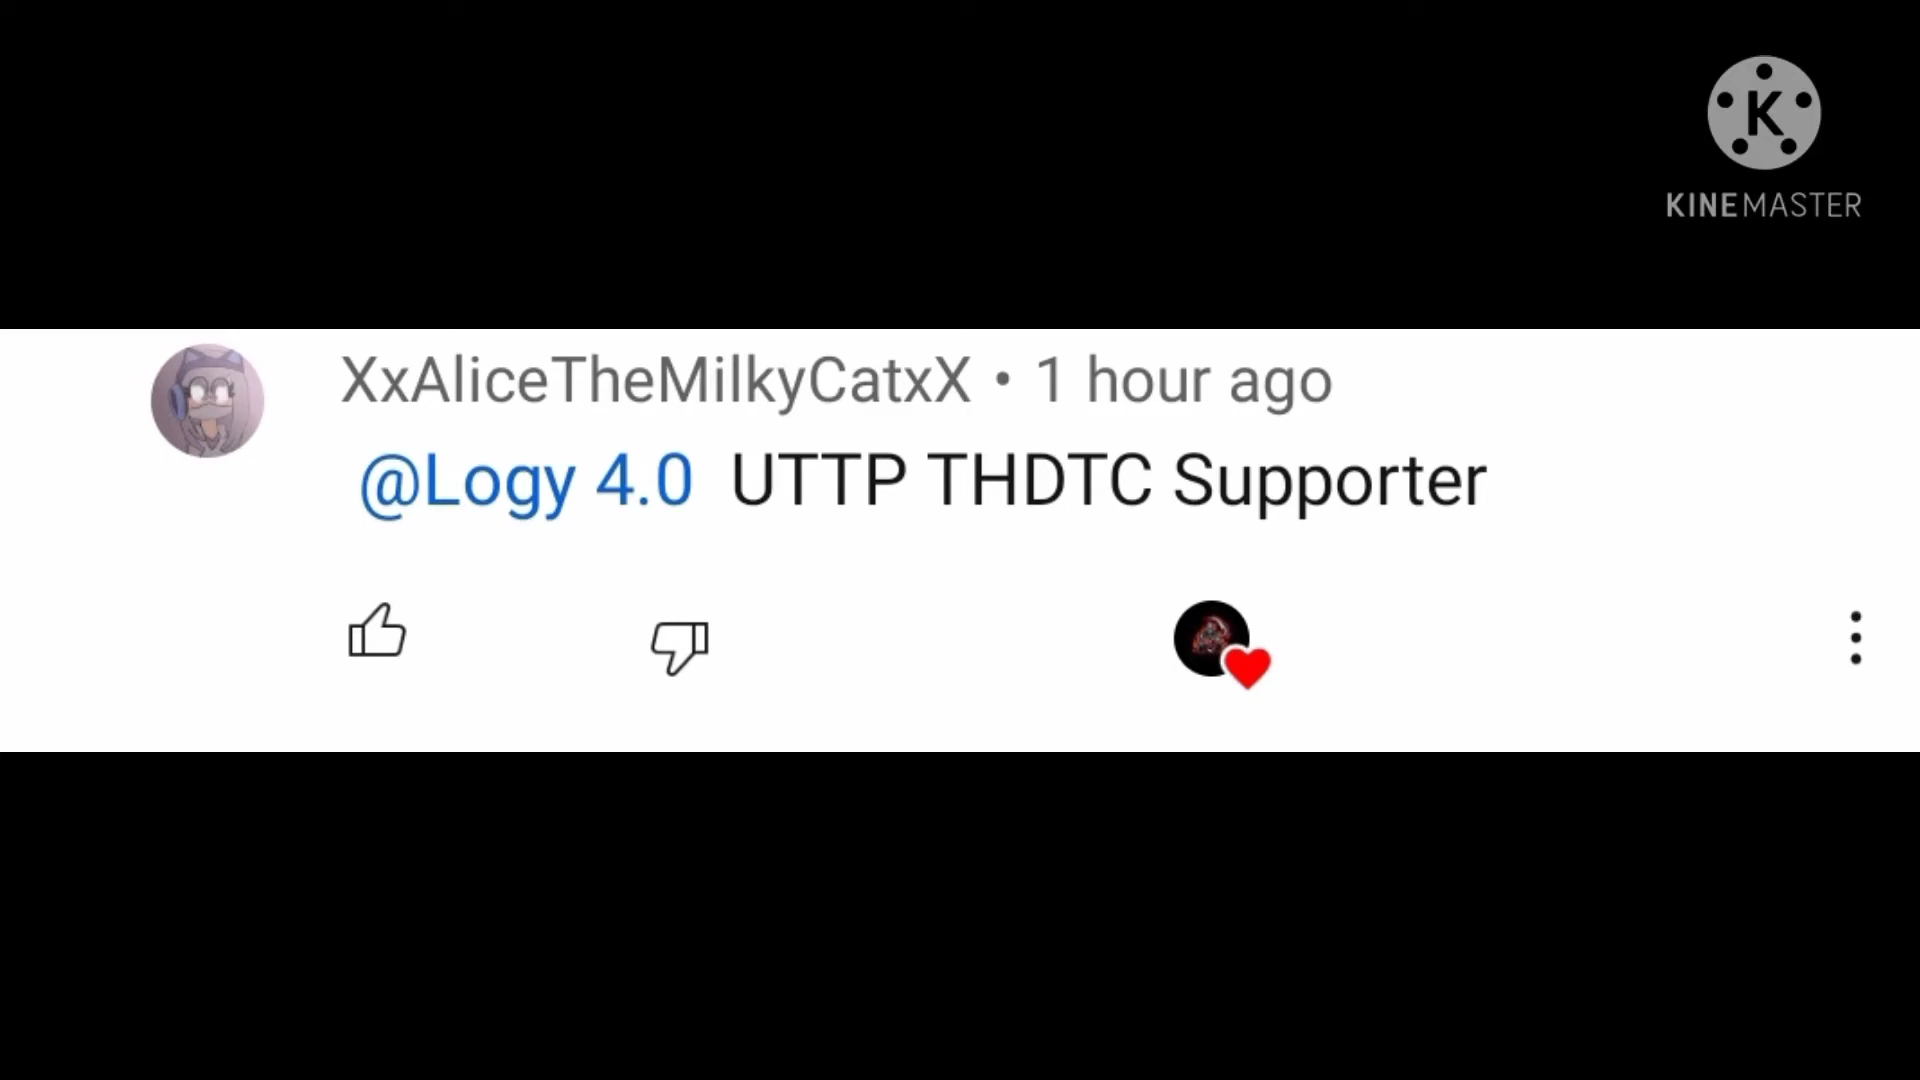 K
KINEMASTER
XxAliceTheMilkyCatxX • 1 hour ago
@Logy 4.0 UTTP THDTC Supporter